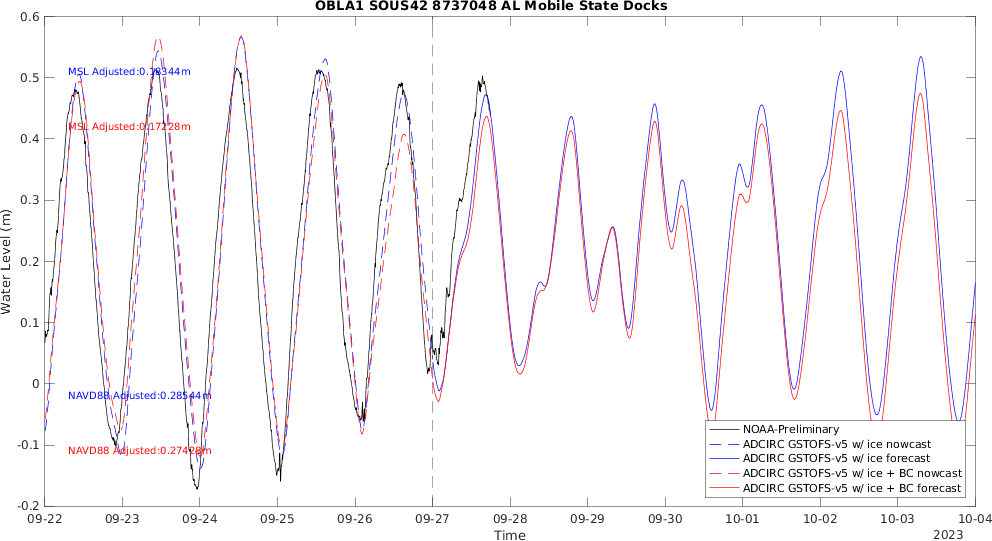 OBLA1 SOUS42 8737048 AL Mobile State Docks
0.6
0.5
0.4
0.3
0.2
0.1
0
-0.1
-0.2
Water Level (m)
MSL Adjusted:0.18344m
MSL Adjusted:0.17228m
NAVD88 Adjusted:0.28544m
NAVD88 Adjusted:0.27428m
NOAA-Preliminary
ADCIRC GSTOFS-v5 w/ ice nowcast
ADCIRC GSTOFS-v5 w/ ice forecast
ADCIRC GSTOFS-v5 w/ ice + BC nowcast
ADCIRC GSTOFS-v5 w/ ice + BC forecast
09-22 09-23 09-24 09-25 09-26 09-27 09-28 09-29 09-30 10-01 10-02 10-03 10-04
Time
2023